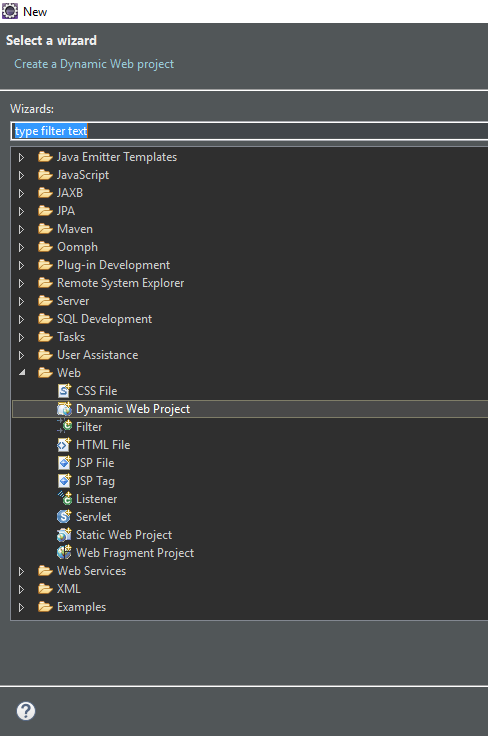 New
Select a wizard
Create a Dynamic Web project
Wizards:
type filter text
Java Emitter Templates
JavaScript
JAXB
JPA
Maven
Oomph
Plug-in Development
Remote System Explorer
Server
SQL Development
Tasks
User Assistance
Web
CSS File
Dynamic Web Project
Filter
HTML File
JSP File
JSP Tag
Listener
Servlet
Static Web Project
Web Fragment Project
Web Services
XML
Examples
?